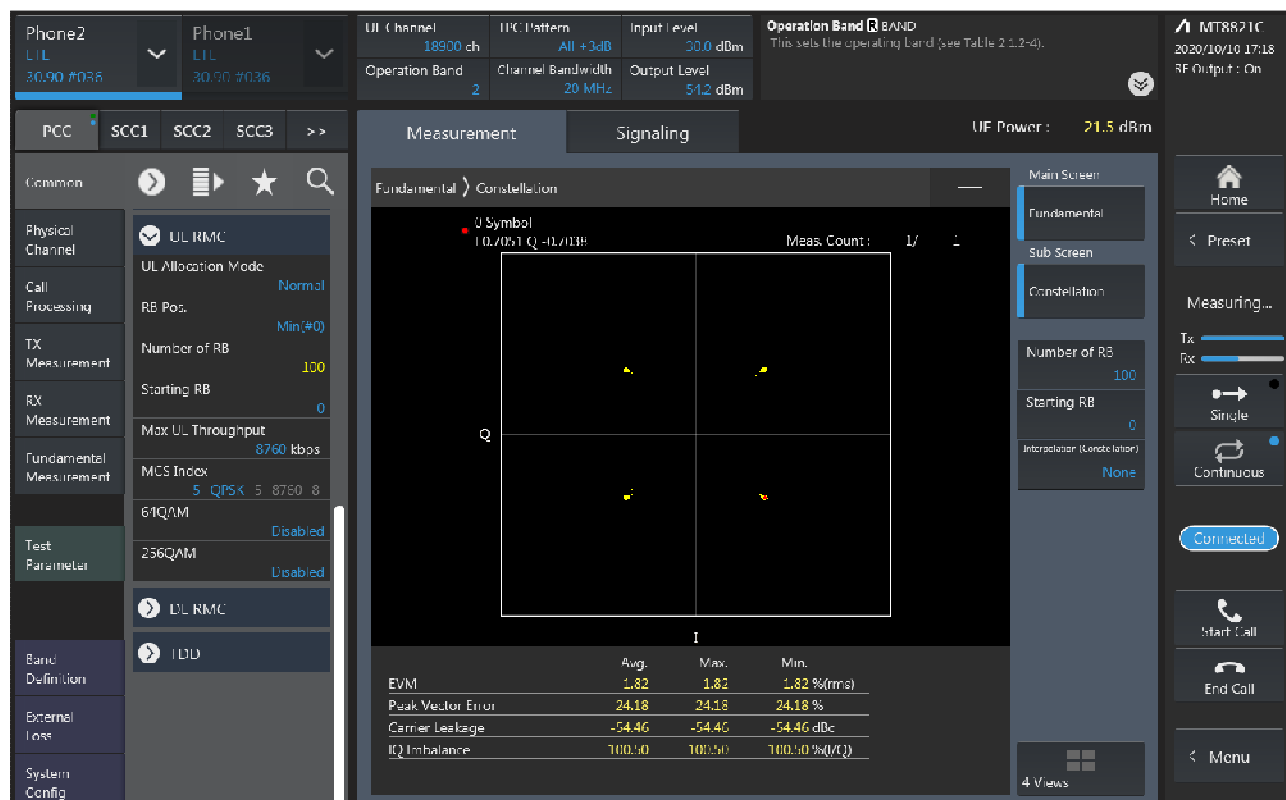 Phone2
LTE
30.90 #036
Phone1
LTE
30.90 #036
UL Channel
18900 ch
TPC Pattern
All +3dB
Input Level
30.0 dBm
Operation Band
2
Channel Bandwidth
20 MHz
Output Level
-54.2 dBm
Operation Band R BAND
This sets the operating band (see Table 2.1.2-4).
MT8821C
2020/10/10 17:18
RF Output : On
PCC
SCC1
SCC2
SCC3
>>
Measurement
Signaling
UE Power :
21.5 dBm
Common
Physical
Channel
Call
Processing
TX
Measurement
RX
Measurement
Fundamental
Measurement
Test
Parameter
Band
Definition
External
Loss
System
Config
UL RMC
UL Allocation Mode
Normal
RB Pos.
Min(#0)
Number of RB
100
Starting RB
0
Max UL Throughput
8760 kbps
MCS Index
5 QPSK 5 8760 8
64QAM
Disabled
256QAM
Disabled
DL RMC
TDD
Fundamental
Constellation
0 Symbol
I 0.7051 Q -0.7038
Meas. Count :
1/
1
Q
I
Avg.
Max.
Min.
EVM
1.82
1.82
1.82 %(rms)
Peak Vector Error
24.18
24.18
24.18 %
Carrier Leakage
-54.46
-54.46
-54.46 dBc
IQ Imbalance
100.50
100.50
100.50 %(I/Q)
Main Screen
Fundamental
Sub Screen
Constellation
Number of RB
100
Starting RB
0
Interpolation (Constellation)
None
4 Views
Home
< Preset
Measuring...
Tx
Rx
Single
Continuous
Connected
Start Call
End Call
< Menu